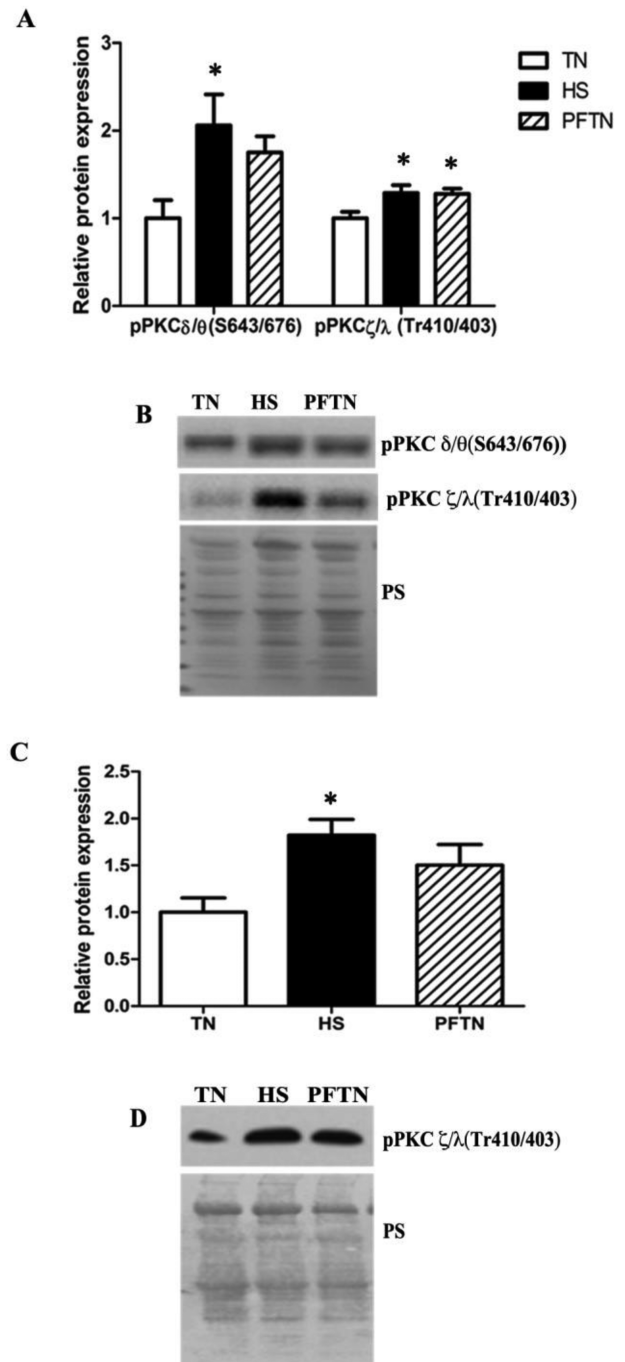 A
Relative protein expression
3
2
1
0
*
*
*
TN
HS
PFTN
pPKCδ/θ(S643/676)
pPKCζ/λ (Tr410/403)
B
TN HS PFTN
pPKC δ/θ(S643/676))
pPKC ζ/λ(Tr410/403)
PS
C
Relative protein expression
2.5
2.0
1.5
1.0
0.5
0.0
*
TN HS PFTN
D
TN HS PFTN
pPKC ζ/λ(Tr410/403)
PS